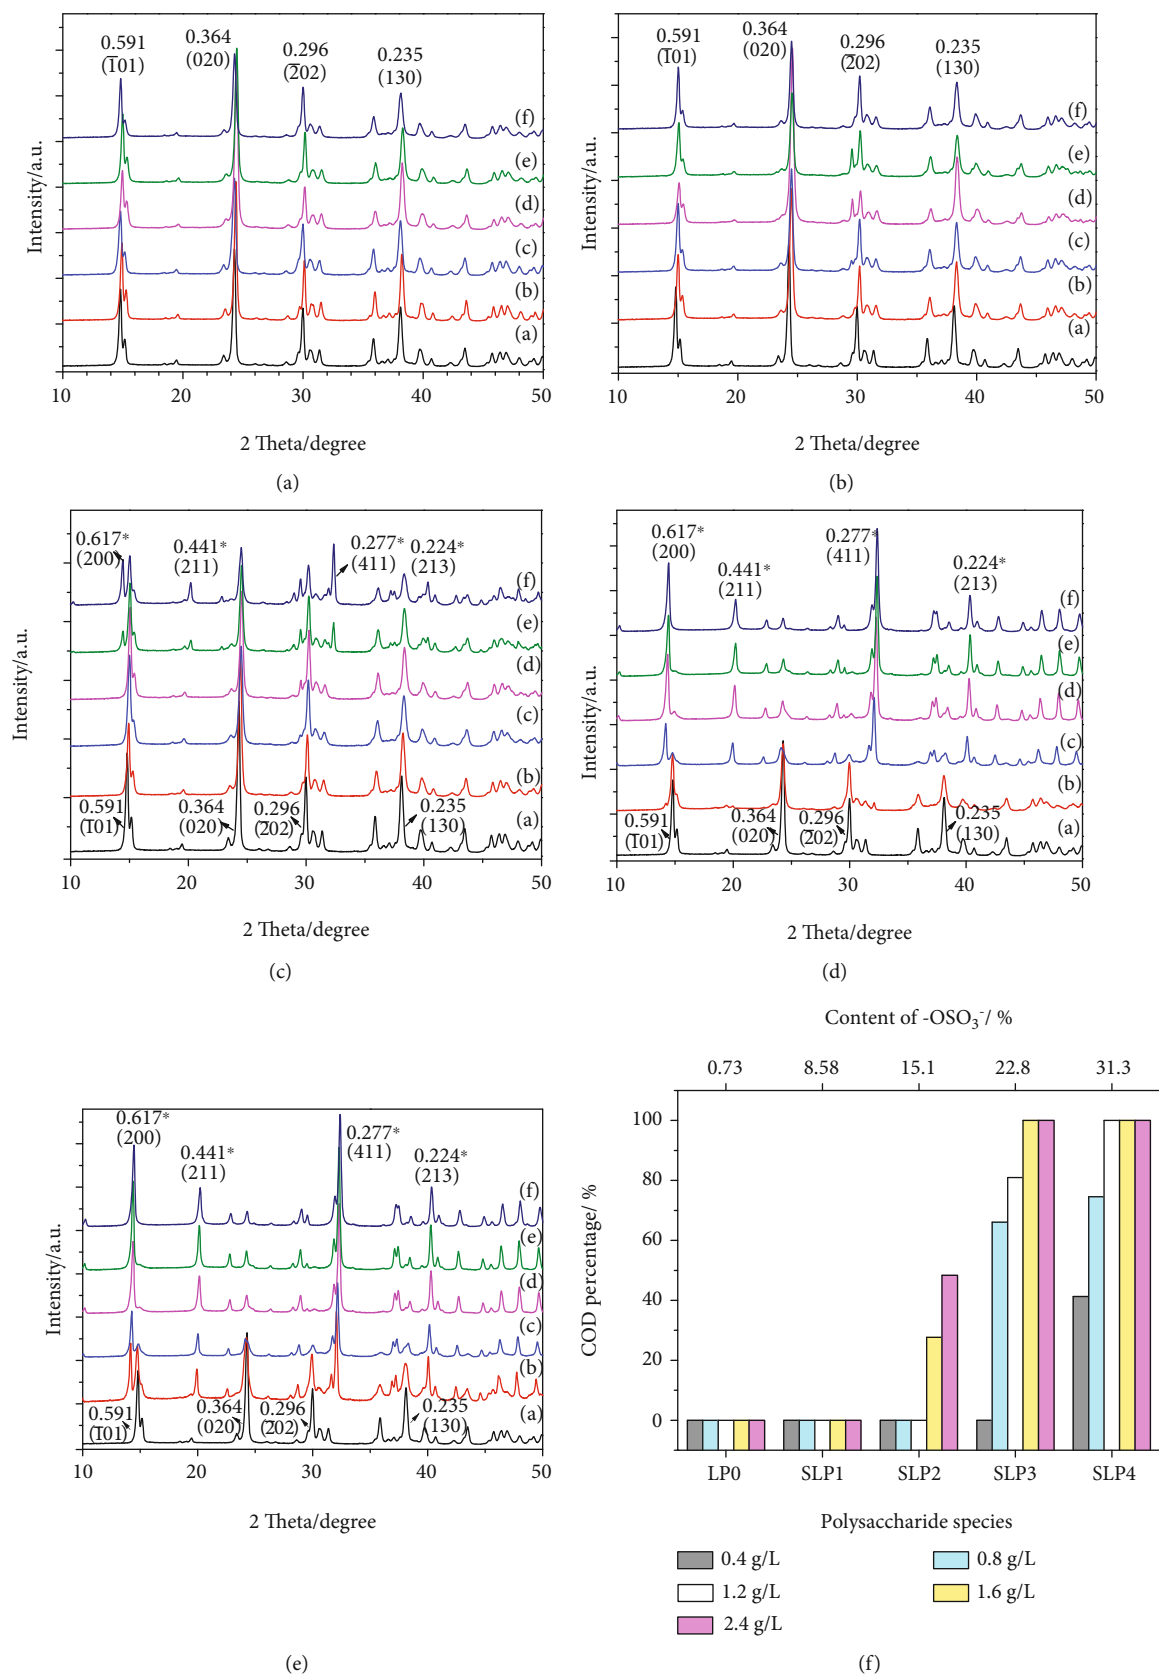 0.591
(1̅01)
0.364
(020)
0.296
(2̅02)
0.235
(130)
(f)
(e)
(d)
(c)
(b)
(a)
Intensity/a.u.
10 20 30 40 50
2 Theta/degree
(a)
0.591
(1̅01)
0.364
(020)
0.296
(2̅02)
0.235
(130)
(f)
(e)
(d)
(c)
(b)
(a)
Intensity/a.u.
10 20 30 40 50
2 Theta/degree
(b)
0.617*
(200)
0.441*
(211)
0.277*
(411)
0.224*
(213)
(f)
(e)
(d)
(c)
(b)
(a)
0.591
(1̅01)
0.364
(020)
0.296
(2̅02)
0.235
(130)
Intensity/a.u.
10 20 30 40 50
2 Theta/degree
(c)
0.617*
(200)
0.441*
(211)
0.277*
(411)
0.224*
(213)
(f)
(e)
(d)
(c)
(b)
(a)
0.591
(1̅01)
0.364
(020)
0.296
(2̅02)
0.235
(130)
Intensity/a.u.
10 20 30 40 50
2 Theta/degree
(d)
0.617*
(200)
0.441*
(211)
0.277*
(411)
0.224*
(213)
(f)
(e)
(d)
(c)
(b)
(a)
0.591
(1̅01)
0.364
(020)
0.296
(2̅02)
0.235
(130)
Intensity/a.u.
10 20 30 40 50
2 Theta/degree
(e)
Content of -OSO₃⁻/ %
0.73 8.58 15.1 22.8 31.3
100
80
60
40
20
0
COD percentage/ %
LP0 SLP1 SLP2 SLP3 SLP4
Polysaccharide species
0.4 g/L 0.8 g/L
1.2 g/L 1.6 g/L
2.4 g/L
(f)